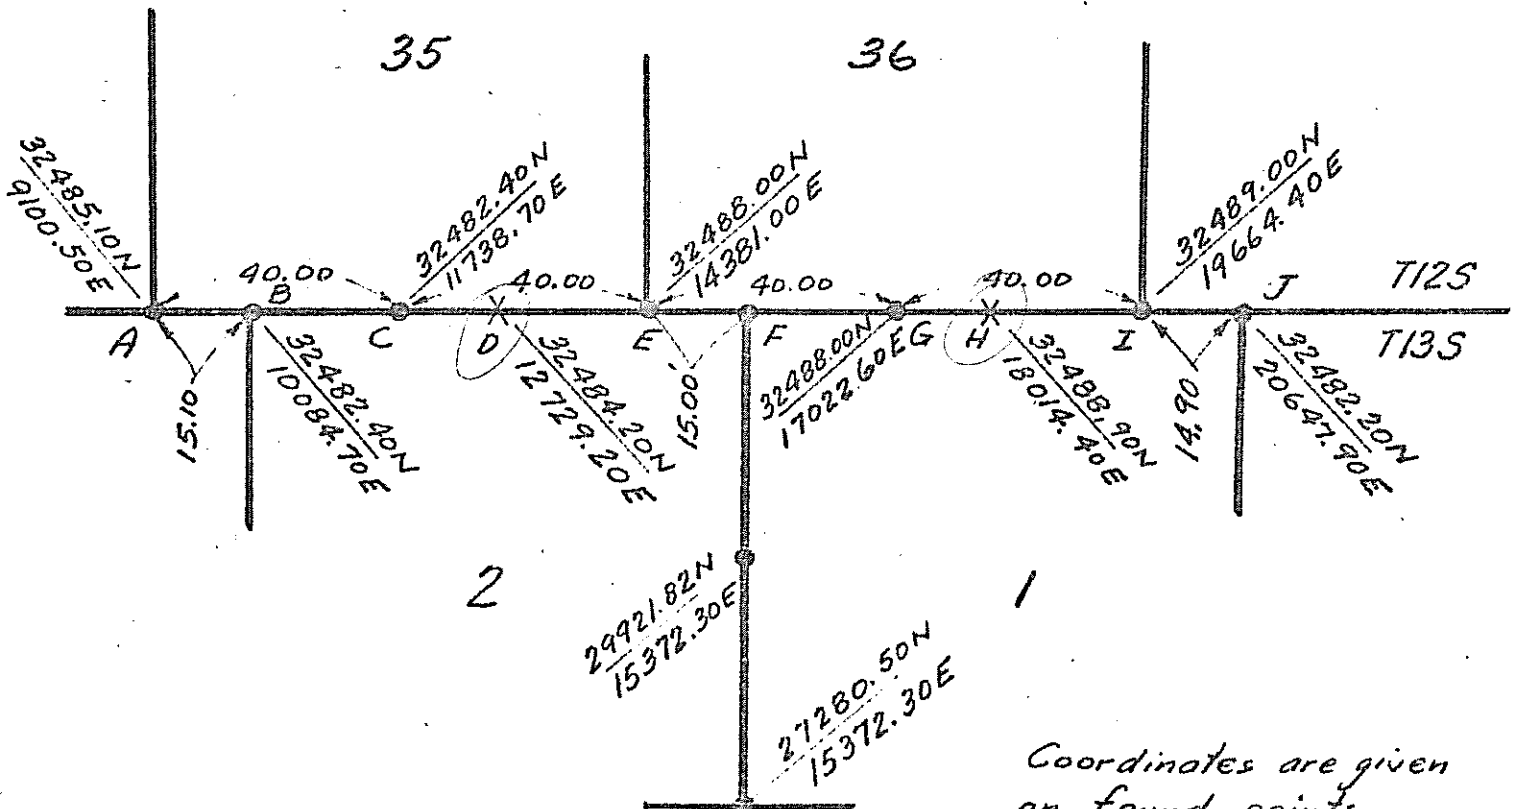 35
36
32485.10N
9100.50E
32482.40N
11738.70E
32488.00N
14381.00E
32489.00N
19664.40E
40.00
40.00
40.00
40.00
T12S
A
B
C
D
E
F
G
H
I
J
T13S
15.10
32482.40N
10084.70E
32484.20N
12729.20E
15.00
32488.00N
17022.60E
32488.90N
18014.40E
14.90
32482.20N
20647.90E
2
29921.82N
15372.30E
1
27280.50N
15372.30E
Coordinates are given
on found points